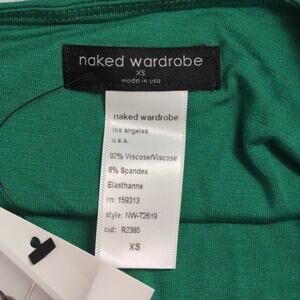 naked wardrobe
XS
made in usa
naked wardrobe
los angeles
u.s.a.
92% Viscose/Viscose
8% Spandex
Elasthanne
rn: 159313
style: NW-T2619
cut: R2385
XS